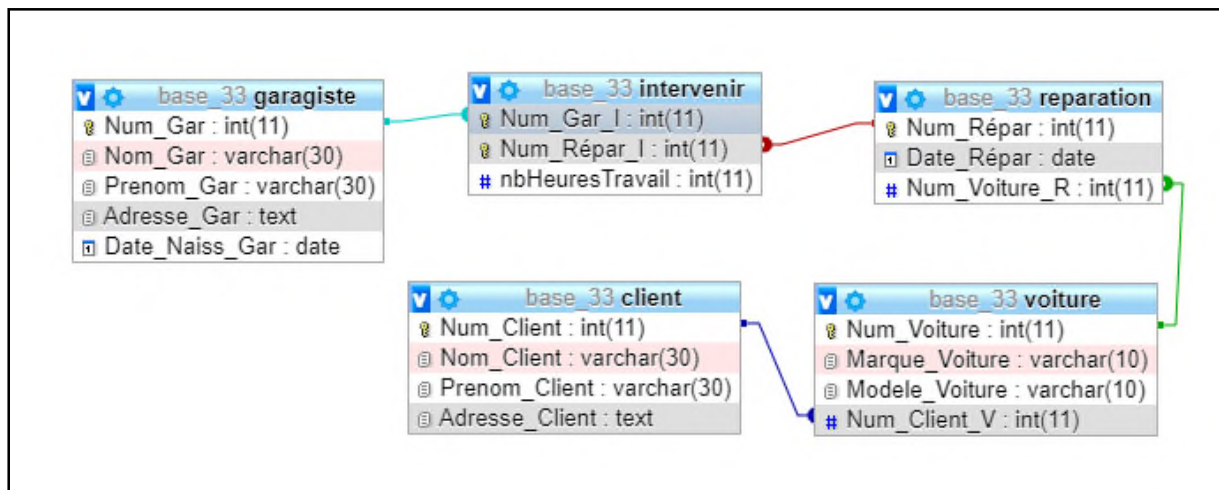 base_33 garagiste
Num_Gar : int(11)
Nom_Gar : varchar(30)
Prenom_Gar : varchar(30)
Adresse_Gar : text
Date_Naiss_Gar : date
base_33 intervenir
Num_Gar_I : int(11)
Num_Répar_I : int(11)
# nbHeuresTravail : int(11)
base_33 reparation
Num_Répar : int(11)
Date_Répar : date
# Num_Voiture_R : int(11)
base_33 client
Num_Client : int(11)
Nom_Client : varchar(30)
Prenom_Client : varchar(30)
Adresse_Client : text
base_33 voiture
Num_Voiture : int(11)
Marque_Voiture : varchar(10)
Modele_Voiture : varchar(10)
# Num_Client_V : int(11)